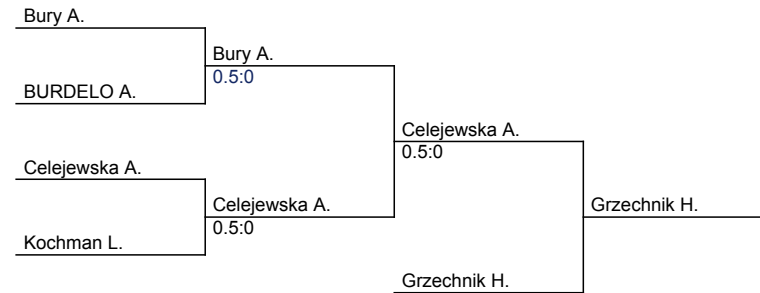 Bury A.
Bury A.
0.5:0
BURDELO A.
Celejewska A.
0.5:0
Celejewska A.
Celejewska A.
0.5:0
Grzechnik H.
Kochman L.
Grzechnik H.